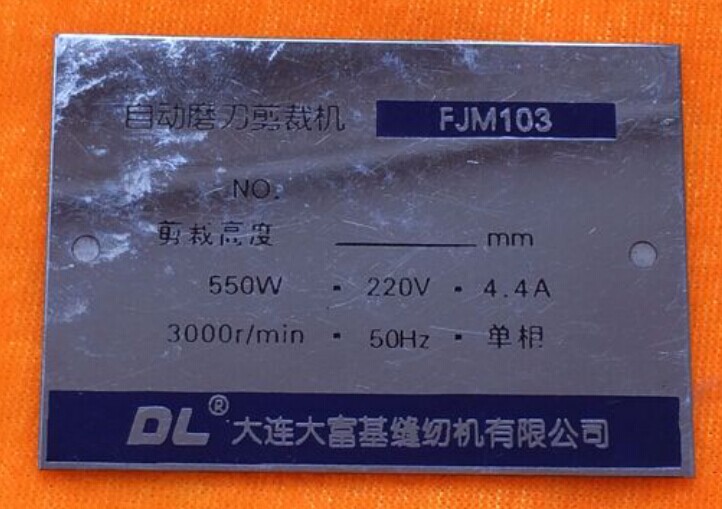 自动磨刀剪裁机 FJM103
NO.
剪裁高度 ________ mm
550W · 220V · 4.4A
3000r/min · 50Hz · 单相
DL® 大连大富基缝纫机有限公司